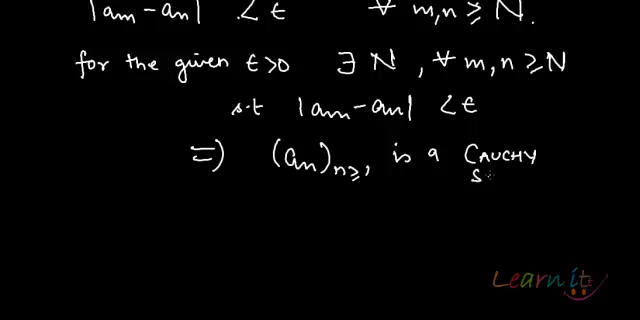 |am - an| < ε ∀ m,n ≥ N.
for the given ε>0 ∃ N , ∀ m,n ≥ N
s.t |am - an| < ε
=) (an)n≥1 is a CAUCHY
S
Learnit